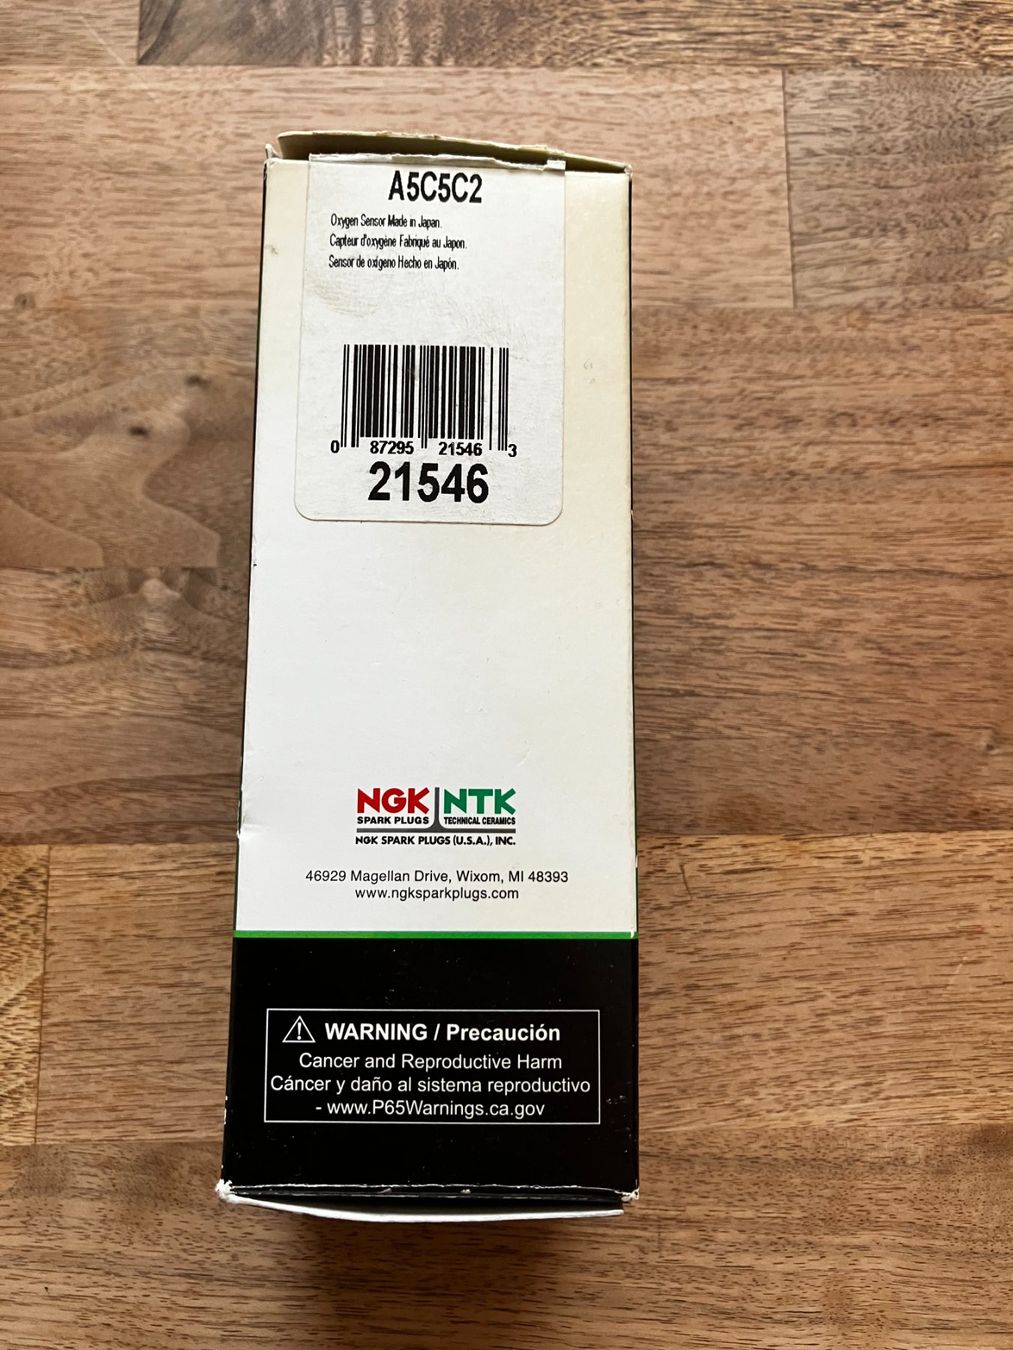 A5C5C2
Oxygen Sensor Made in Japan.
Capteur d'oxygène Fabriqué au Japon.
Sensor de oxígeno Hecho en Japón.
0 87295 21546 3
21546
NGK NTK
SPARK PLUGS TECHNICAL CERAMICS
NGK SPARK PLUGS (U.S.A.), INC.
46929 Magellan Drive, Wixom, MI 48393
www.ngksparkplugs.com
WARNING / Precaución
Cancer and Reproductive Harm
Cáncer y daño al sistema reproductivo
- www.P65Warnings.ca.gov